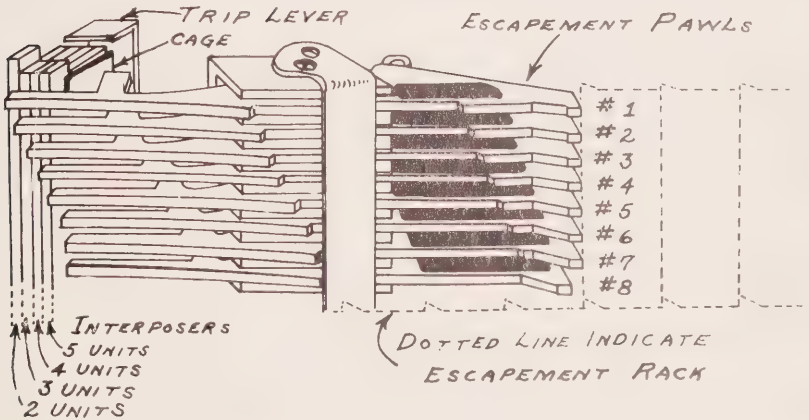 TRIP LEVER
CAGE
ESCAPEMENT PAWLS
# 1
# 2
# 3
# 4
# 5
# 6
# 7
#8
INTERPOSERS
5 UNITS
4 UNITS
3 UNITS
2 UNITS
DOTTED LINE INDICATE
ESCAPEMENT RACK